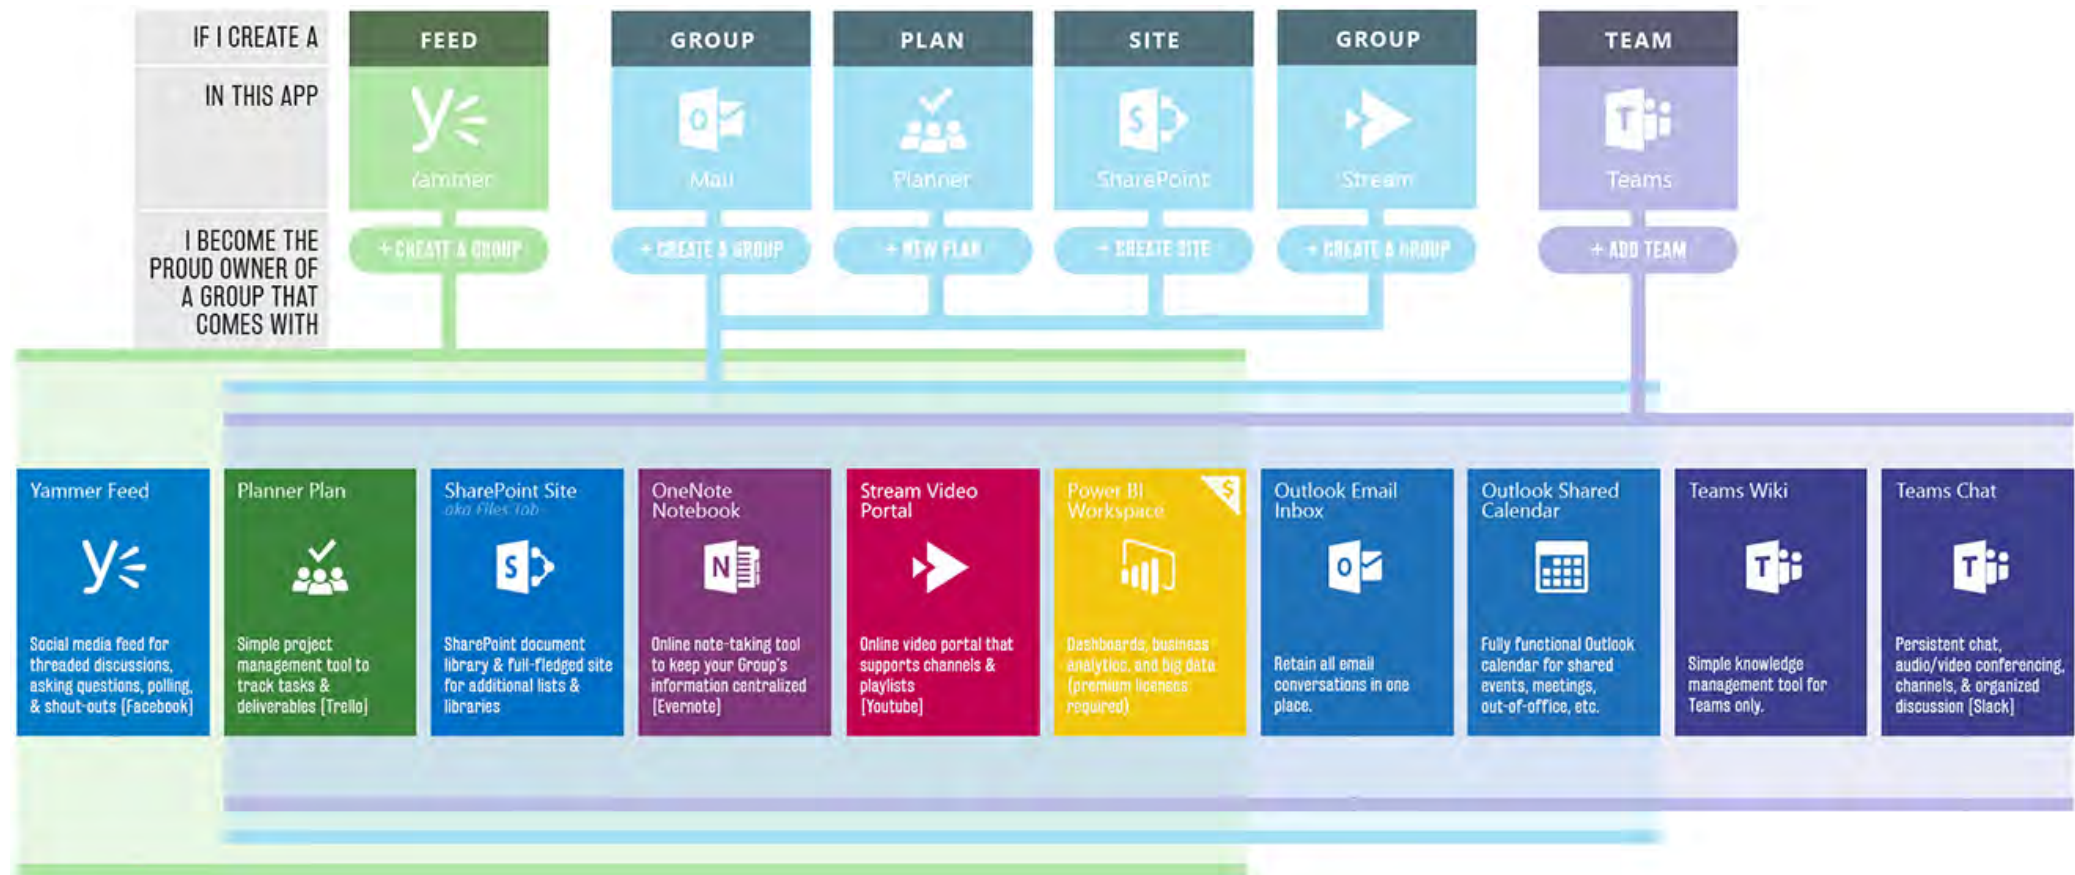 IF I CREATE A
FEED
GROUP
PLAN
SITE
GROUP
TEAM
IN THIS APP
Yammer
Mail
Planner
SharePoint
Stream
Teams
I BECOME THE
PROUD OWNER OF
A GROUP THAT
COMES WITH
+ CREATE A GROUP
+ CREATE A GROUP
+ NEW PLAN
+ CREATE SITE
+ CREATE A GROUP
+ ADD TEAM
Yammer Feed
Social media feed for
threaded discussions,
asking questions, polling,
& shout-outs [Facebook]
Planner Plan
Simple project
management tool to
track tasks &
deliverables [Trello]
SharePoint Site
aka Files Tab
S
SharePoint document
library & full-fledged site
for additional lists &
libraries
OneNote
Notebook
N
Online note-taking tool
to keep your Group's
information centralized
[Evernote]
Stream Video
Portal
Online video portal that
supports channels &
playlists
[Youtube]
Power BI
Workspace
$
Dashboards, business
analytics, and big data
(premium licenses
required)
Outlook Email
Inbox
O
Retain all email
conversations in one
place.
Outlook Shared
Calendar
Fully functional Outlook
calendar for shared
events, meetings,
out-of-office, etc.
Teams Wiki
T
Simple knowledge
management tool for
Teams only.
Teams Chat
T
Persistent chat,
audio/video conferencing,
channels, & organized
discussion [Slack]